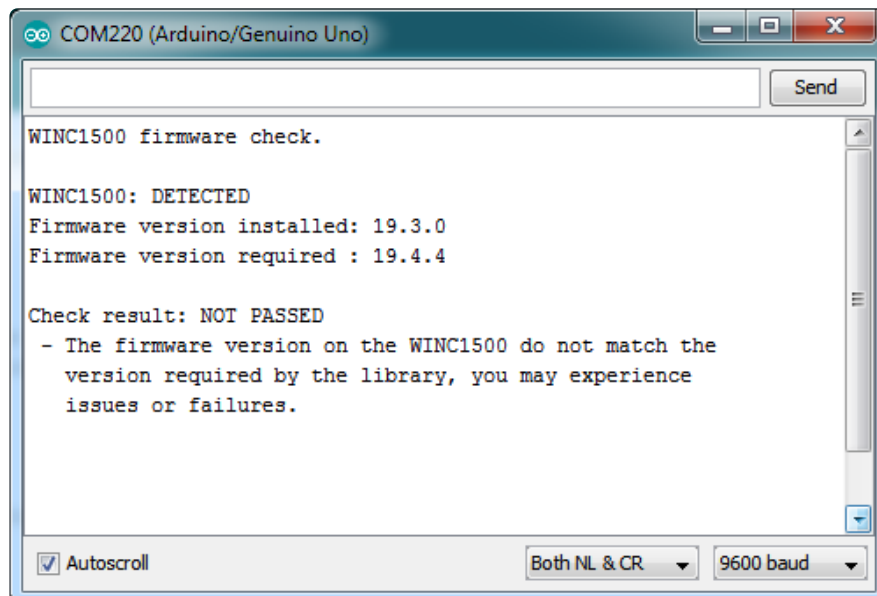 COM220 (Arduino/Genuino Uno)
Send
WINC1500 firmware check.
WINC1500: DETECTED
Firmware version installed: 19.3.0
Firmware version required : 19.4.4
Check result: NOT PASSED
- The firmware version on the WINC1500 do not match the
version required by the library, you may experience
issues or failures.
Autoscroll
Both NL & CR
9600 baud